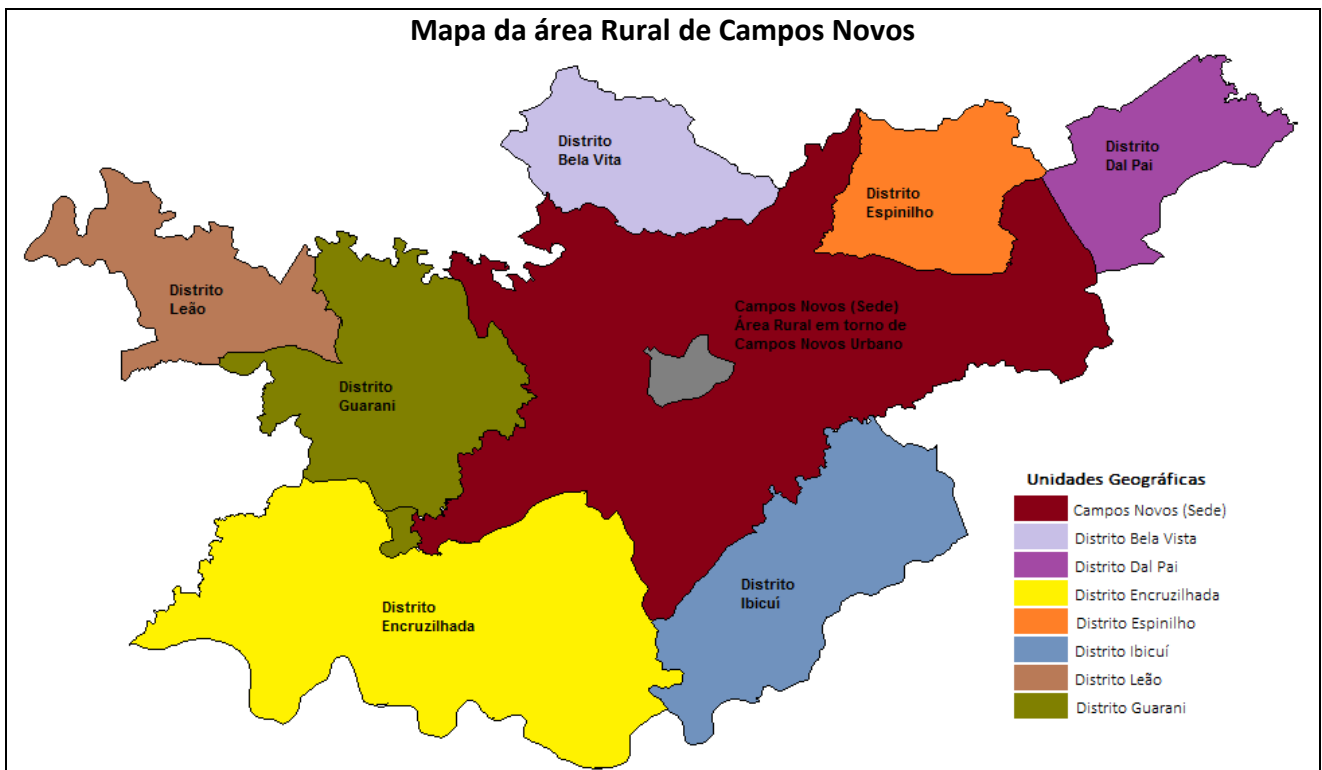 Mapa da área Rural de Campos Novos
Distrito
Bela Vita
Distrito
Dal Pai
Distrito
Espinilho
Distrito
Leão
Campos Novos (Sede)
Área Rural em torno de
Campos Novos Urbano
Distrito
Guarani
Distrito
Ibicuí
Distrito
Encruzilhada
Unidades Geográficas
Campos Novos (Sede)
Distrito Bela Vista
Distrito Dal Pai
Distrito Encruzilhada
Distrito Espinilho
Distrito Ibicuí
Distrito Leão
Distrito Guarani